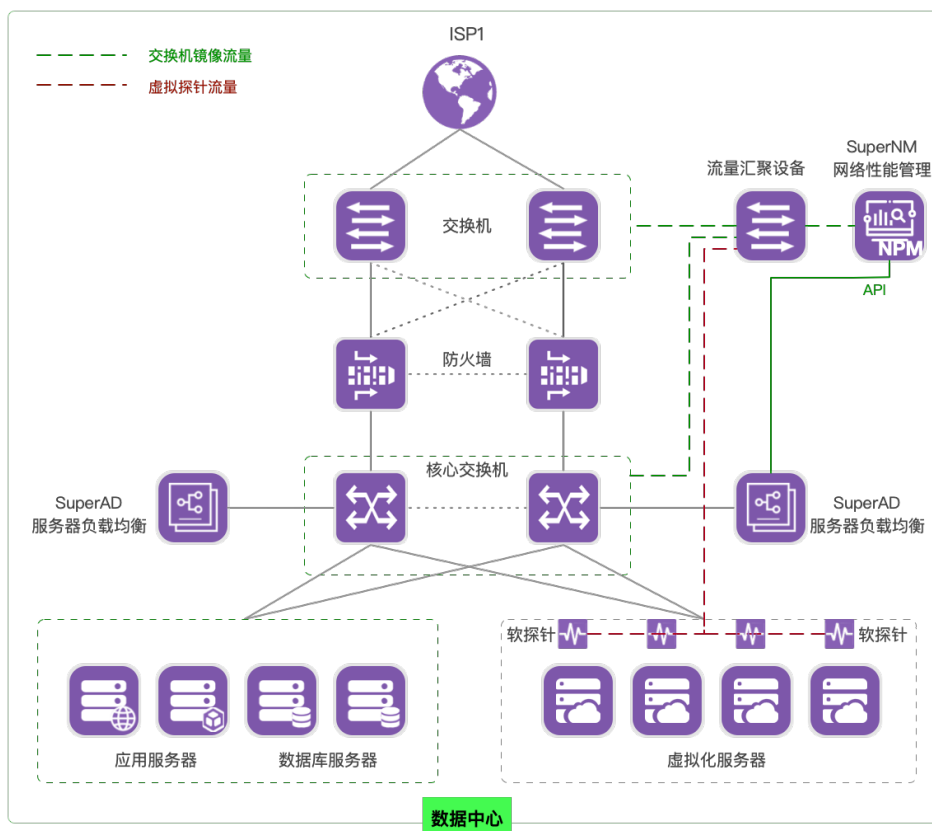 ISP1
交换机镜像流量
虚拟探针流量
SuperNM
网络性能管理
流量汇聚设备
交换机
NPM
API
防火墙
核心交换机
SuperAD
服务器负载均衡
SuperAD
服务器负载均衡
软探针
软探针
应用服务器
数据库服务器
虚拟化服务器
数据中心